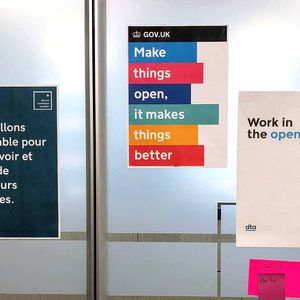 llons
able pour
voir et
de
urs
es.
GOV.UK
Make
things
open,
it makes
things
better
Work in
the open
dta